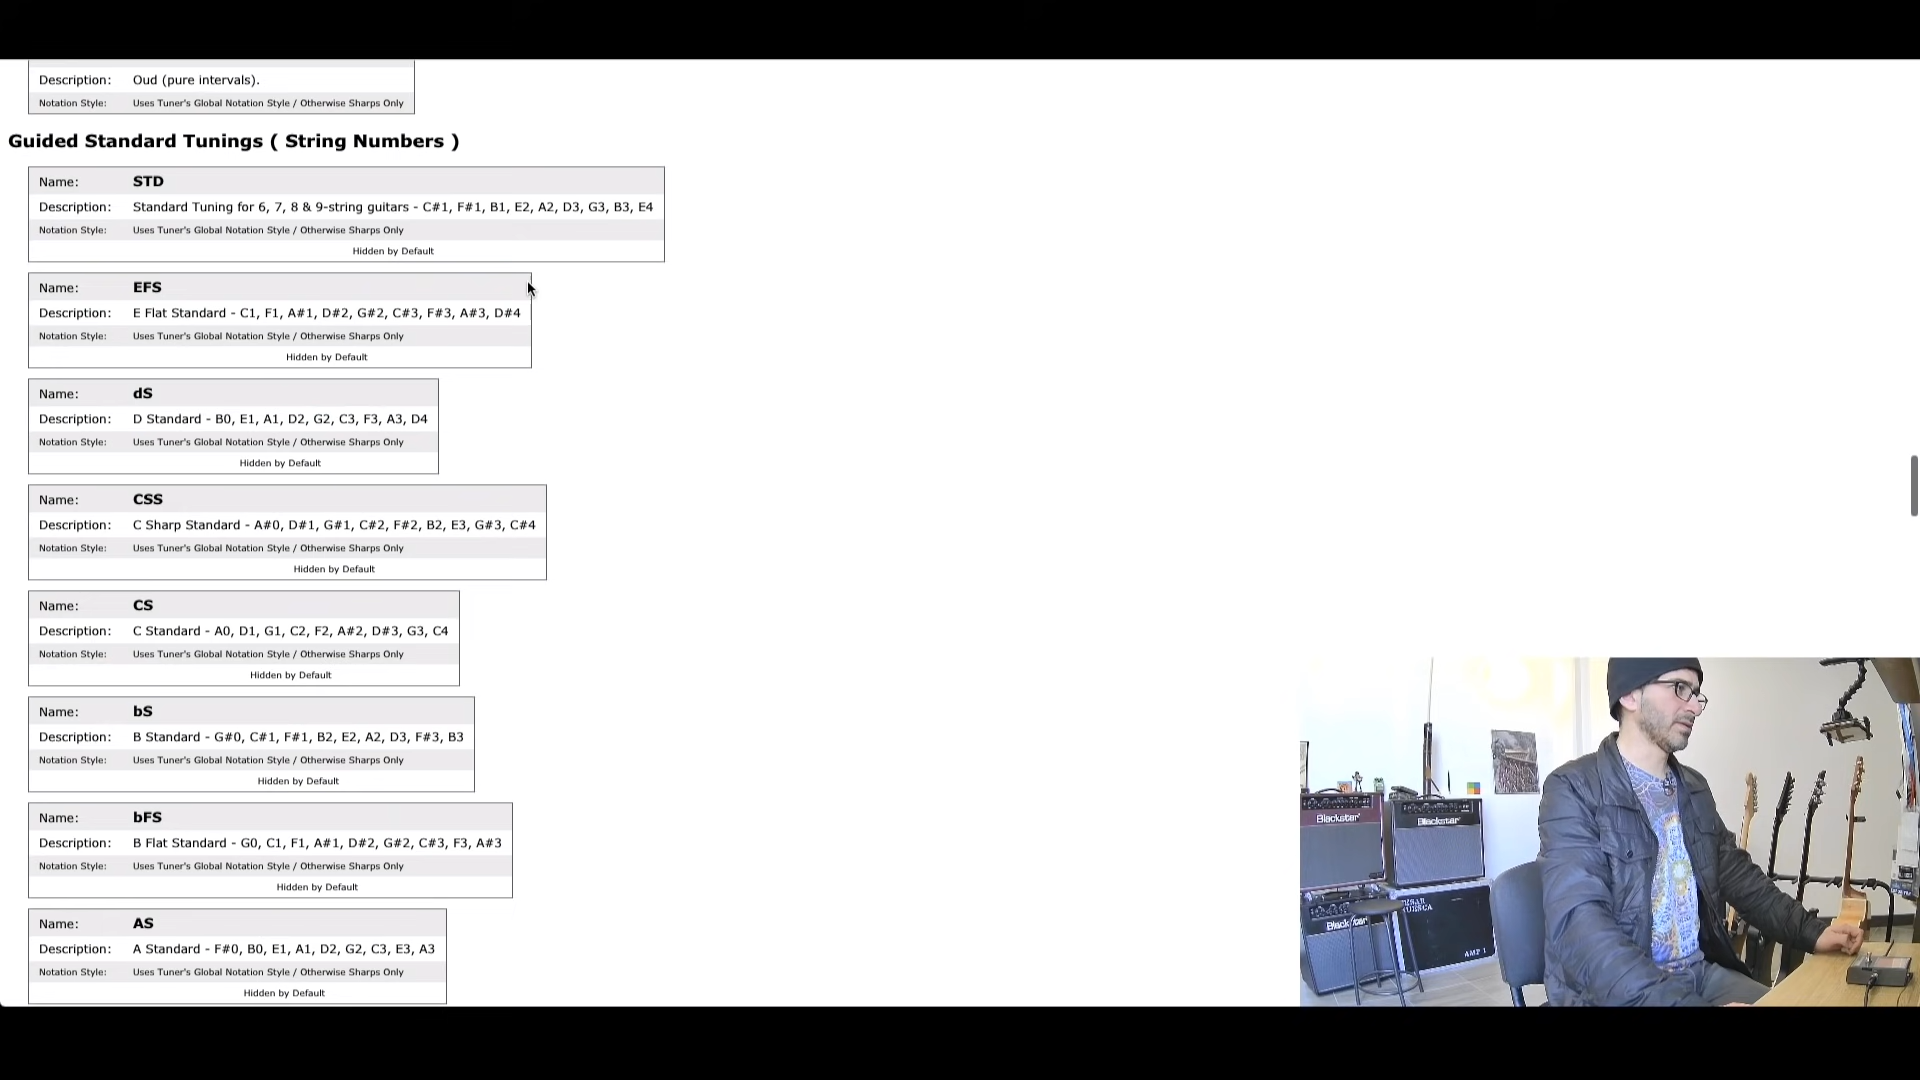 Description: Oud (pure intervals).
Notation Style: Uses Tuner's Global Notation Style / Otherwise Sharps Only
Guided Standard Tunings ( String Numbers )
Name: STD
Description: Standard Tuning for 6, 7, 8 & 9-string guitars - C#1, F#1, B1, E2, A2, D3, G3, B3, E4
Notation Style: Uses Tuner's Global Notation Style / Otherwise Sharps Only
Hidden by Default
Name: EFS
Description: E Flat Standard - C1, F1, A#1, D#2, G#2, C#3, F#3, A#3, D#4
Notation Style: Uses Tuner's Global Notation Style / Otherwise Sharps Only
Hidden by Default
Name: dS
Description: D Standard - B0, E1, A1, D2, G2, C3, F3, A3, D4
Notation Style: Uses Tuner's Global Notation Style / Otherwise Sharps Only
Hidden by Default
Name: CSS
Description: C Sharp Standard - A#0, D#1, G#1, C#2, F#2, B2, E3, G#3, C#4
Notation Style: Uses Tuner's Global Notation Style / Otherwise Sharps Only
Hidden by Default
Name: CS
Description: C Standard - A0, D1, G1, C2, F2, A#2, D#3, G3, C4
Notation Style: Uses Tuner's Global Notation Style / Otherwise Sharps Only
Hidden by Default
Name: bS
Description: B Standard - G#0, C#1, F#1, B2, E2, A2, D3, F#3, B3
Notation Style: Uses Tuner's Global Notation Style / Otherwise Sharps Only
Hidden by Default
Name: bFS
Description: B Flat Standard - G0, C1, F1, A#1, D#2, G#2, C#3, F3, A#3
Notation Style: Uses Tuner's Global Notation Style / Otherwise Sharps Only
Hidden by Default
Name: AS
Description: A Standard - F#0, B0, E1, A1, D2, G2, C3, E3, A3
Notation Style: Uses Tuner's Global Notation Style / Otherwise Sharps Only
Hidden by Default
Blackstar
Blackstar
AMP 1